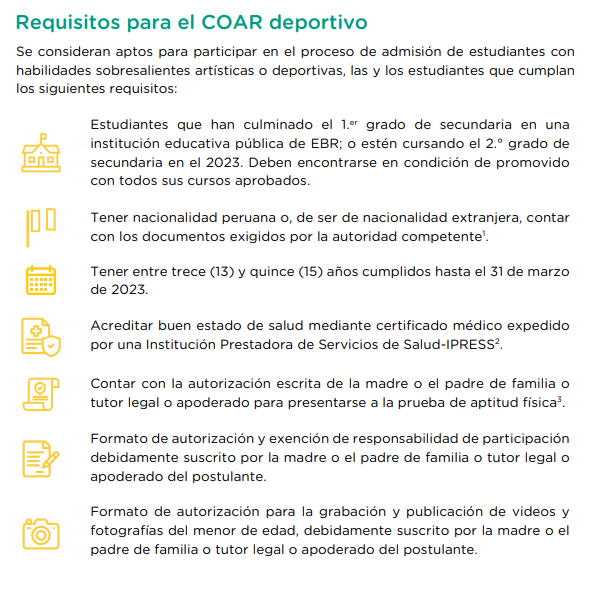 Requisitos para el COAR deportivo
Se consideran aptos para participar en el proceso de admisión de estudiantes con
habilidades sobresalientes artísticas o deportivas, las y los estudiantes que cumplan
los siguientes requisitos:
Estudiantes que han culminado el 1.er grado de secundaria en una
institución educativa pública de EBR; o estén cursando el 2.° grado de
secundaria en el 2023. Deben encontrarse en condición de promovido
con todos sus cursos aprobados.
Tener nacionalidad peruana o, de ser de nacionalidad extranjera, contar
con los documentos exigidos por la autoridad competente¹.
Tener entre trece (13) y quince (15) años cumplidos hasta el 31 de marzo
de 2023.
Acreditar buen estado de salud mediante certificado médico expedido
por una Institución Prestadora de Servicios de Salud-IPRESS².
Contar con la autorización escrita de la madre o el padre de familia o
tutor legal o apoderado para presentarse a la prueba de aptitud física³.
Formato de autorización y exención de responsabilidad de participación
debidamente suscrito por la madre o el padre de familia o tutor legal o
apoderado del postulante.
Formato de autorización para la grabación y publicación de videos y
fotografías del menor de edad, debidamente suscrito por la madre o el
padre de familia o tutor legal o apoderado del postulante.